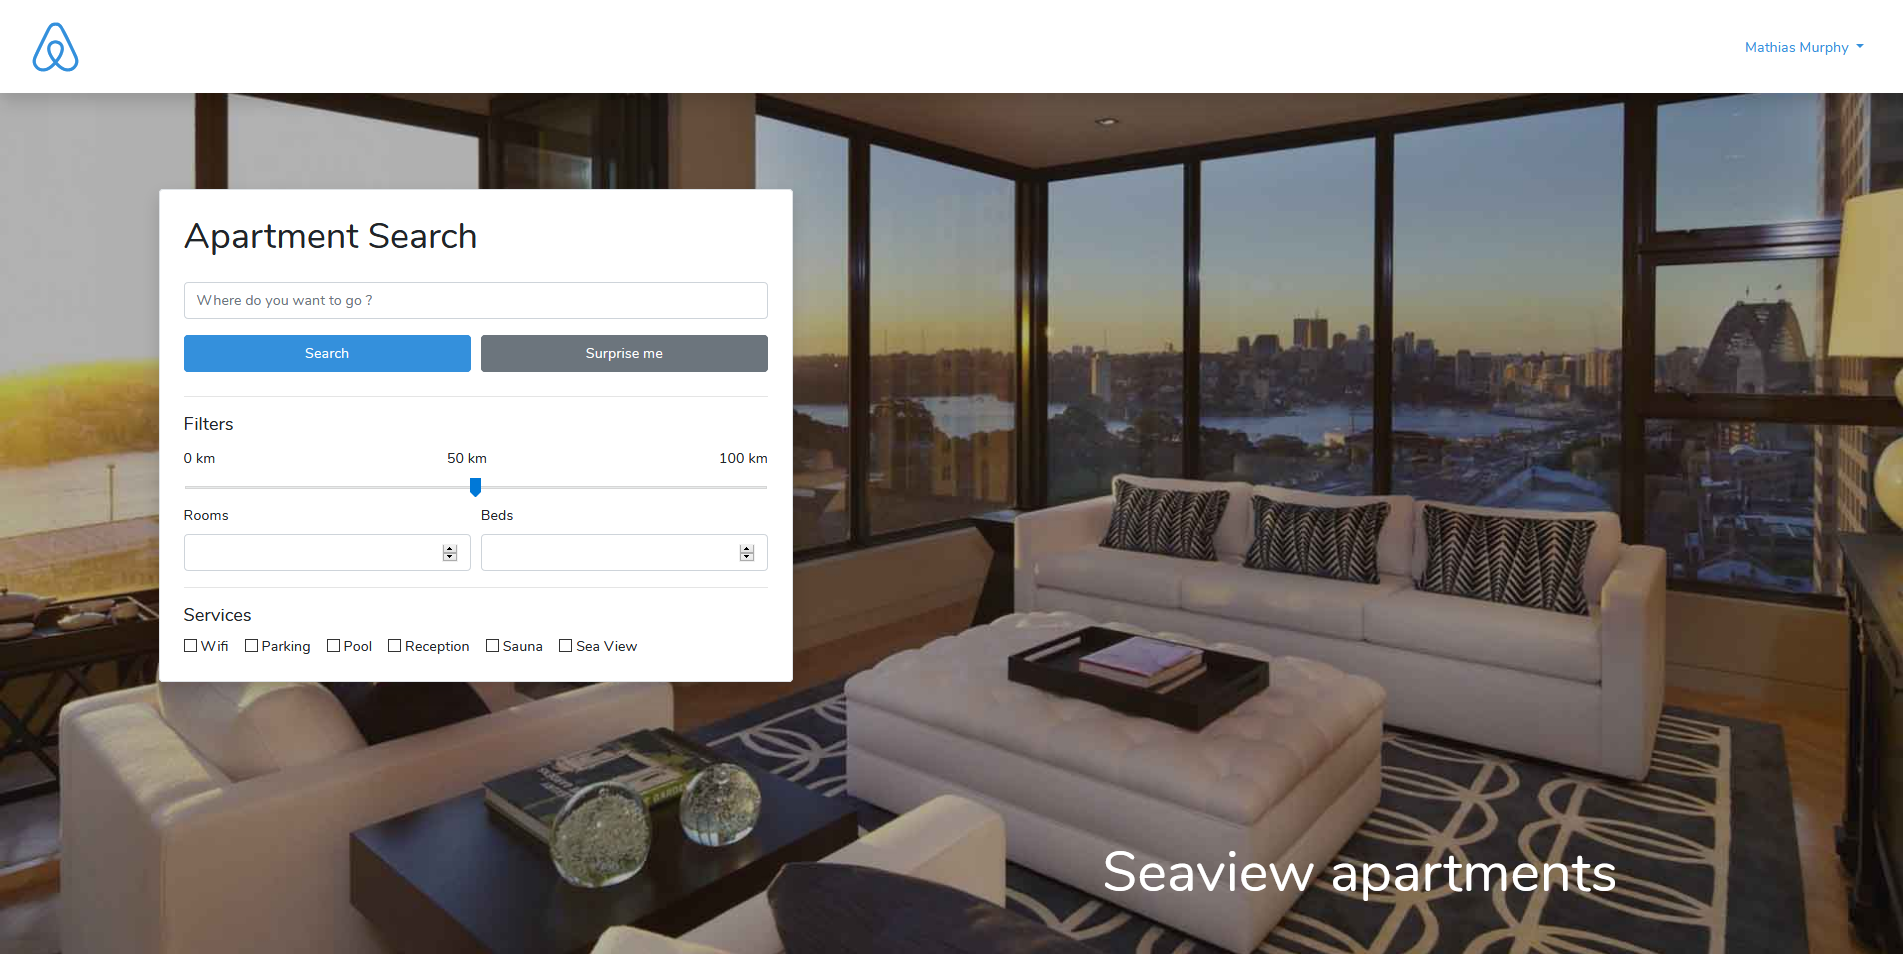 Mathias Murphy
Apartment Search
Where do you want to go ?
Search
Surprise me
Filters
0 km 50 km 100 km
Rooms Beds
Services
Wifi Parking Pool Reception Sauna Sea View
Seaview apartments